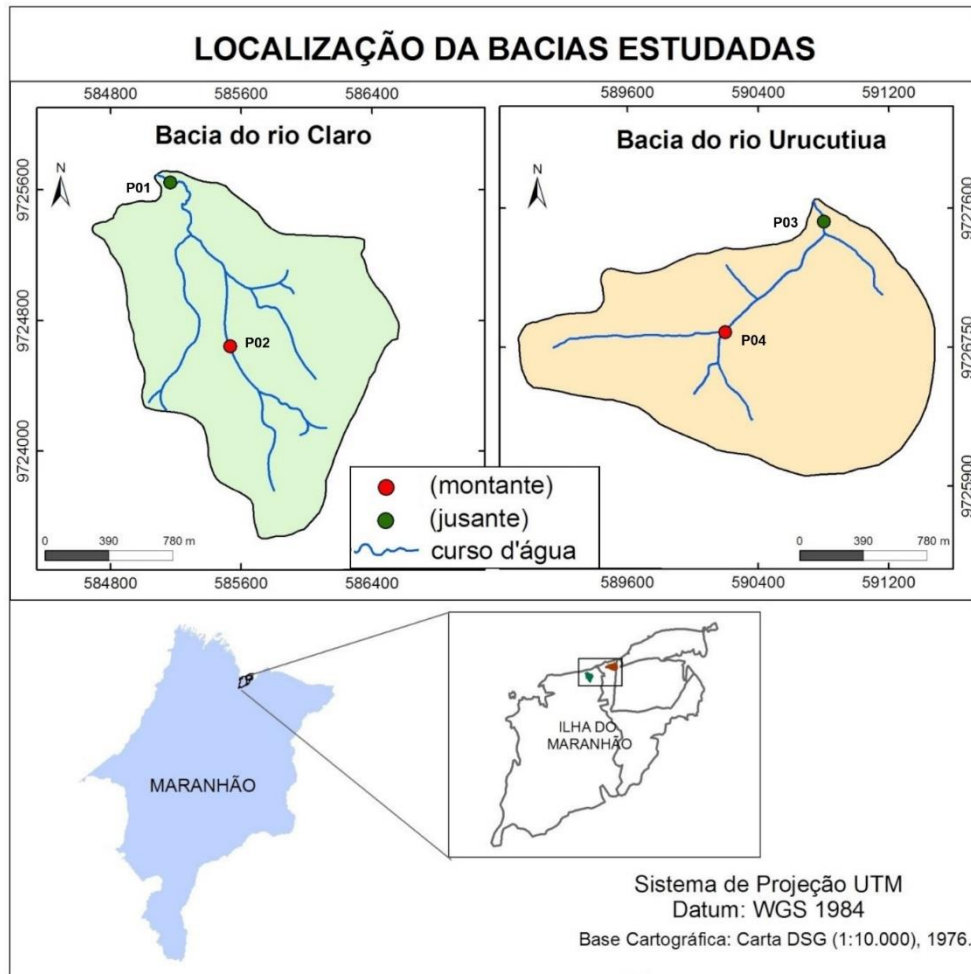 LOCALIZAÇÃO DA BACIAS ESTUDADAS
584800 585600 586400
589600 590400 591200
Bacia do rio Claro
Bacia do rio Urucutiua
N
N
P01
P02
P03
P04
9725600
9724800
9724000
9727600
9726750
9725900
(montante)
(jusante)
curso d'água
0 390 780 m
0 390 780 m
584800 585600 586400
589600 590400 591200
MARANHÃO
ILHA DO
MARANHÃO
Sistema de Projeção UTM
Datum: WGS 1984
Base Cartográfica: Carta DSG (1:10.000), 1976.